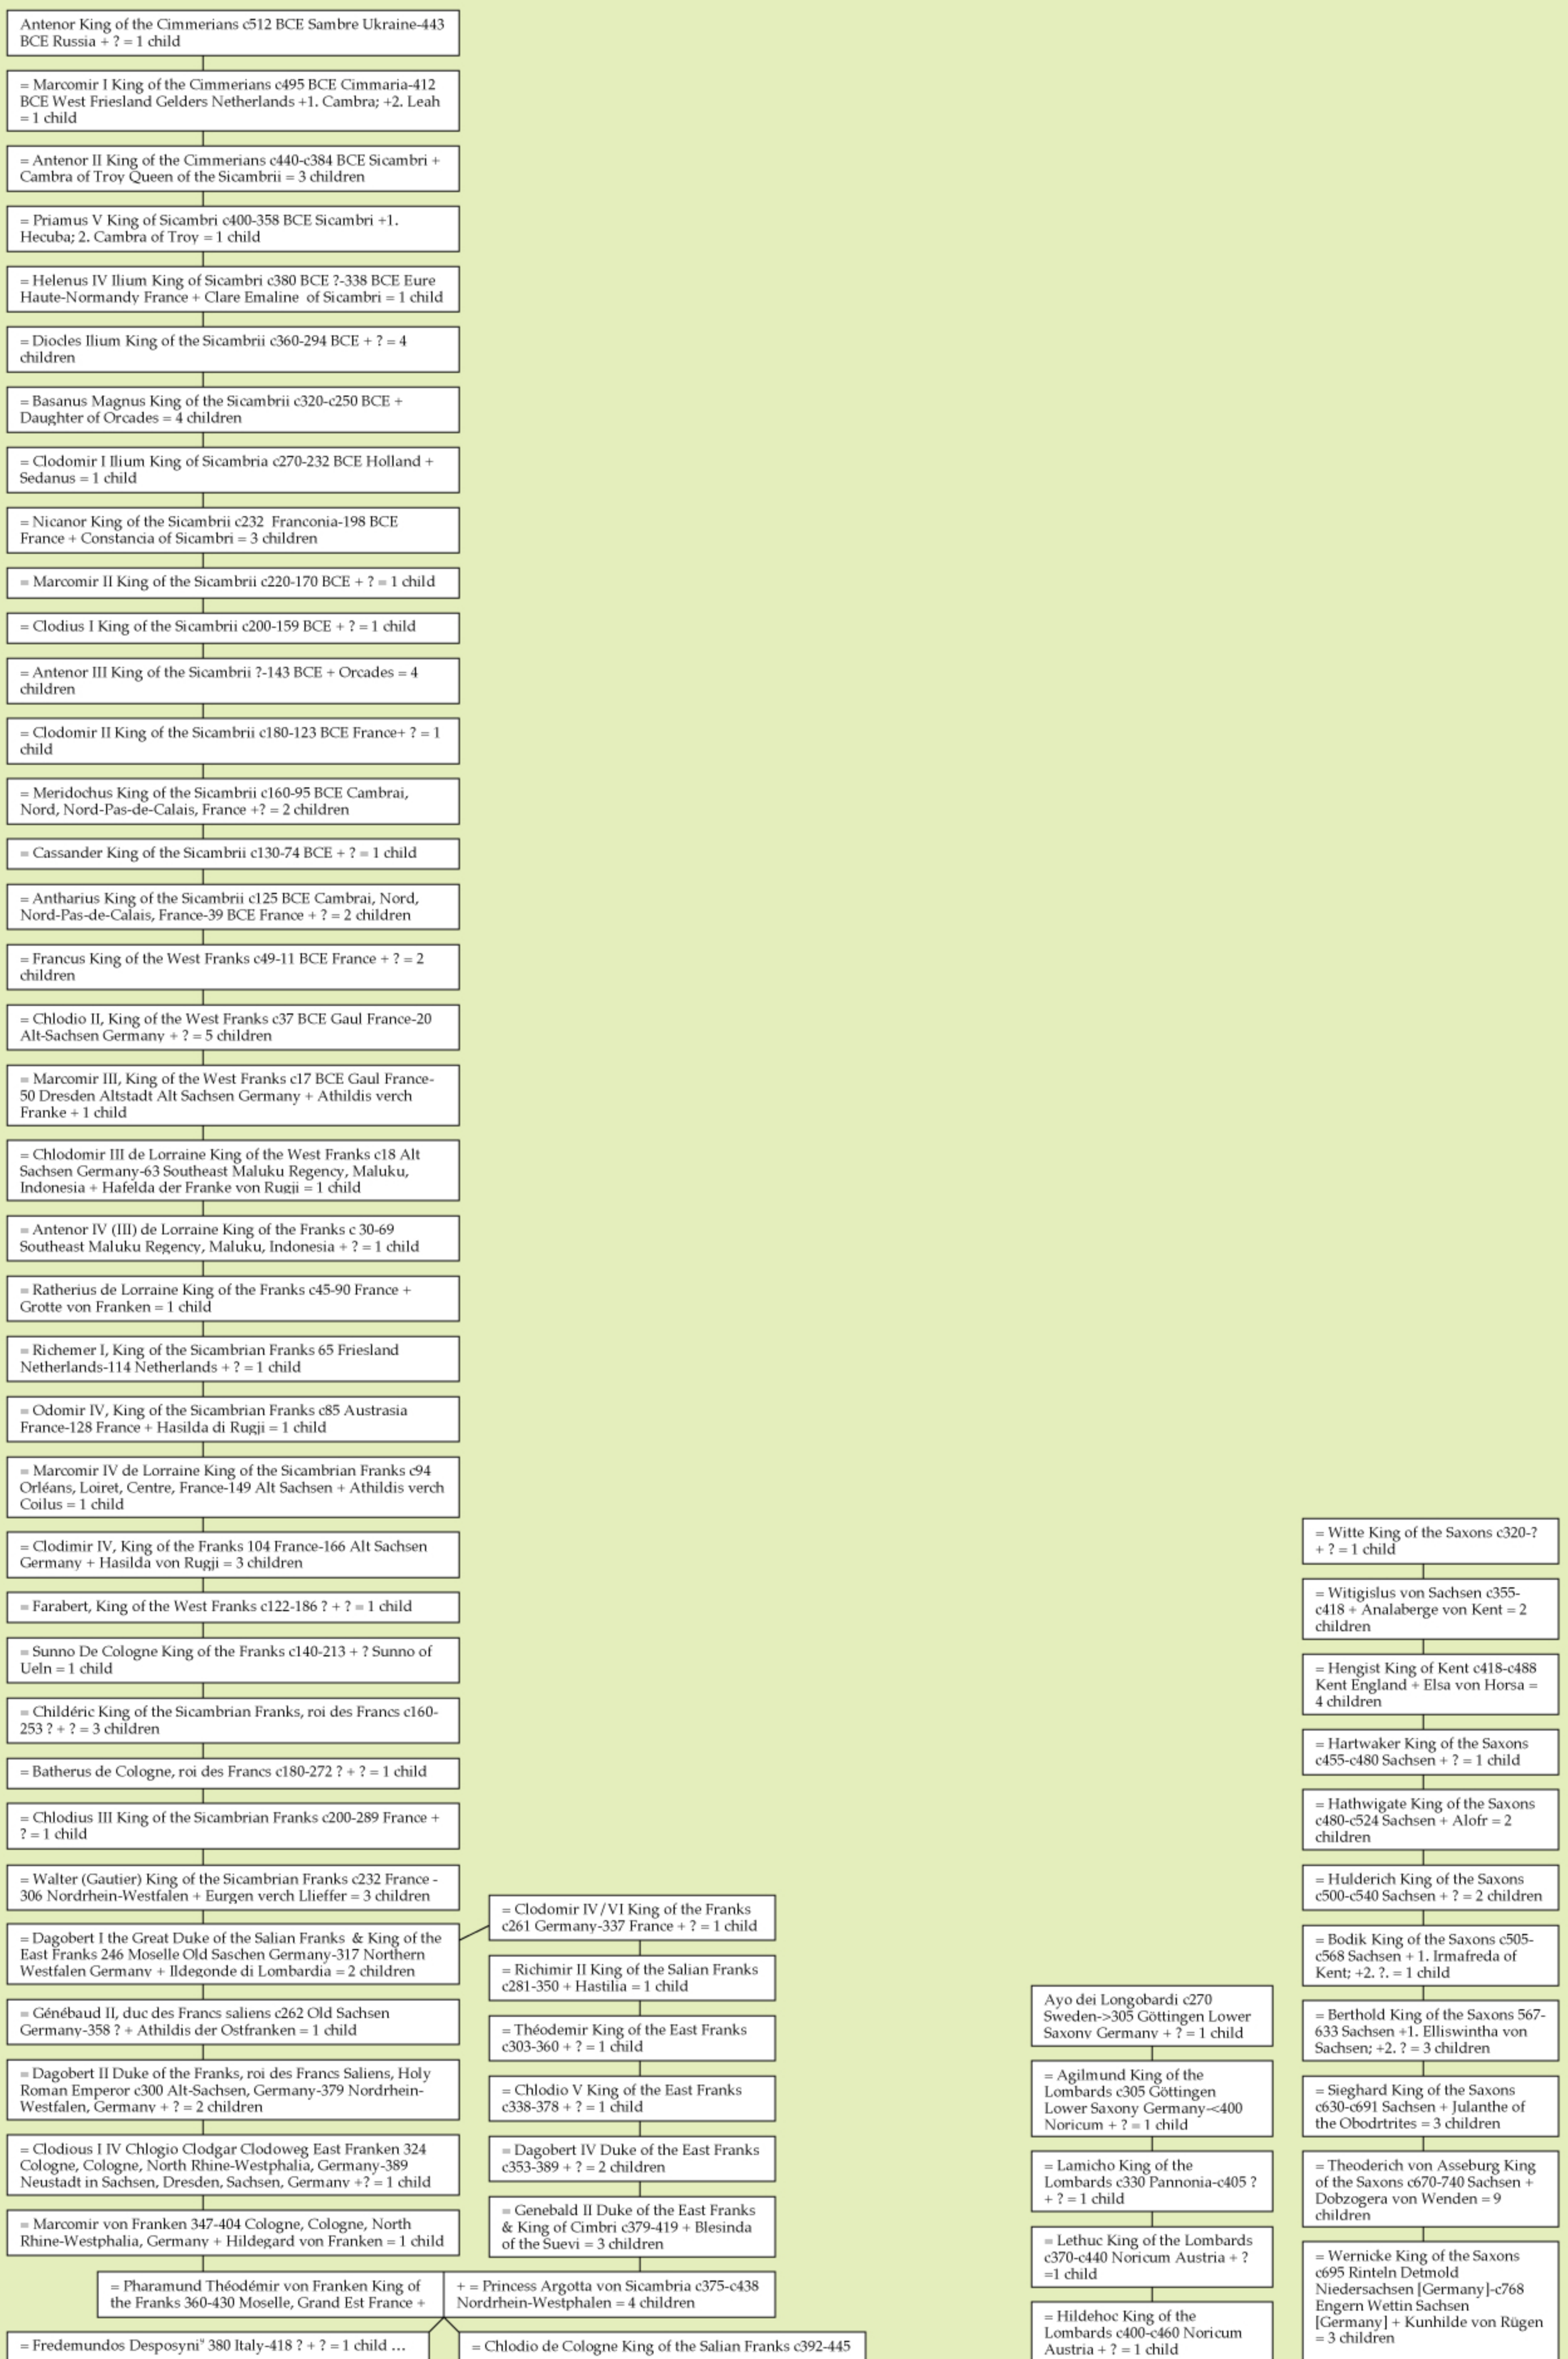 Antenor King of the Cimmerians c512 BCE Sambre Ukraine-443
BCE Russia + ? = 1 child
= Marcomir I King of the Cimmerians c495 BCE Cimmaria-412
BCE West Friesland Gelders Netherlands +1. Cambra; +2. Leah
= 1 child
= Antenor II King of the Cimmerians c440-c384 BCE Sicambri +
Cambra of Troy Queen of the Sicambrii = 3 children
= Priamus V King of Sicambri c400-358 BCE Sicambri +1.
Hecuba; 2. Cambra of Troy = 1 child
= Helenus IV Ilium King of Sicambri c380 BCE ?-338 BCE Eure
Haute-Normandy France + Clare Emaline of Sicambri = 1 child
= Diocles Ilium King of the Sicambrii c360-294 BCE + ? = 4
children
= Basanus Magnus King of the Sicambrii c320-c250 BCE +
Daughter of Orcades = 4 children
= Clodomir I Ilium King of Sicambria c270-232 BCE Holland +
Sedanus = 1 child
= Nicanor King of the Sicambrii c232 Franconia-198 BCE
France + Constancia of Sicambri = 3 children
= Marcomir II King of the Sicambrii c220-170 BCE + ? = 1 child
= Clodius I King of the Sicambrii c200-159 BCE + ? = 1 child
= Antenor III King of the Sicambrii ?-143 BCE + Orcades = 4
children
= Clodomir II King of the Sicambrii c180-123 BCE France+ ? = 1
child
= Meridochus King of the Sicambrii c160-95 BCE Cambrai,
Nord, Nord-Pas-de-Calais, France +? = 2 children
= Cassander King of the Sicambrii c130-74 BCE + ? = 1 child
= Antharius King of the Sicambrii c125 BCE Cambrai, Nord,
Nord-Pas-de-Calais, France-39 BCE France + ? = 2 children
= Francus King of the West Franks c49-11 BCE France + ? = 2
children
= Chlodio II, King of the West Franks c37 BCE Gaul France-20
Alt-Sachsen Germany + ? = 5 children
= Marcomir III, King of the West Franks c17 BCE Gaul France-
50 Dresden Altstadt Alt Sachsen Germany + Athildis verch
Franke + 1 child
= Chlodomir III de Lorraine King of the West Franks c18 Alt
Sachsen Germany-63 Southeast Maluku Regency, Maluku,
Indonesia + Hafelda der Franke von Rugji = 1 child
= Antenor IV (III) de Lorraine King of the Franks c 30-69
Southeast Maluku Regency, Maluku, Indonesia + ? = 1 child
= Ratherius de Lorraine King of the Franks c45-90 France +
Grotte von Franken = 1 child
= Richemer I, King of the Sicambrian Franks 65 Friesland
Netherlands-114 Netherlands + ? = 1 child
= Odomir IV, King of the Sicambrian Franks c85 Austrasia
France-128 France + Hasilda di Rugji = 1 child
= Marcomir IV de Lorraine King of the Sicambrian Franks c94
Orléans, Loiret, Centre, France-149 Alt Sachsen + Athildis verch
Coilus = 1 child
= Clodimir IV, King of the Franks 104 France-166 Alt Sachsen
Germany + Hasilda von Rugji = 3 children
= Farabert, King of the West Franks c122-186 ? + ? = 1 child
= Sunno De Cologne King of the Franks c140-213 + ? Sunno of
Ueln = 1 child
= Childéric King of the Sicambrian Franks, roi des Francs c160-
253 ? + ? = 3 children
= Batherus de Cologne, roi des Francs c180-272 ? + ? = 1 child
= Chlodius III King of the Sicambrian Franks c200-289 France +
? = 1 child
= Walter (Gautier) King of the Sicambrian Franks c232 France -
306 Nordrhein-Westfalen + Eurgen verch Llieffer = 3 children
= Dagobert I the Great Duke of the Salian Franks & King of the
East Franks 246 Moselle Old Saschen Germany-317 Northern
Westfalen Germany + Ildegonde di Lombardia = 2 children
= Génébaud II, duc des Francs saliens c262 Old Sachsen
Germany-358 ? + Athildis der Ostfranken = 1 child
= Dagobert II Duke of the Franks, roi des Francs Saliens, Holy
Roman Emperor c300 Alt-Sachsen, Germany-379 Nordrhein-
Westfalen, Germany + ? = 2 children
= Clodious I IV Chlogio Clodgar Clodoweg East Franken 324
Cologne, Cologne, North Rhine-Westphalia, Germany-389
Neustadt in Sachsen, Dresden, Sachsen, Germany +? = 1 child
= Marcomir von Franken 347-404 Cologne, Cologne, North
Rhine-Westphalia, Germany + Hildegard von Franken = 1 child
= Pharamund Théodémir von Franken King of
the Franks 360-430 Moselle, Grand Est France +
= Fredemundos Desposyni" 380 Italy-418 ? + ? = 1 child ...
= Clodomir IV/VI King of the Franks
c261 Germany-337 France + ? = 1 child
= Richimir II King of the Salian Franks
c281-350 + Hastilia = 1 child
= Théodemir King of the East Franks
c303-360 + ? = 1 child
= Chlodio V King of the East Franks
c338-378 + ? = 1 child
= Dagobert IV Duke of the East Franks
c353-389 + ? = 2 children
= Genebald II Duke of the East Franks
& King of Cimbri c379-419 + Blesinda
of the Suevi = 3 children
+ = Princess Argotta von Sicambria c375-c438
Nordrhein-Westphalen = 4 children
= Chlodio de Cologne King of the Salian Franks c392-445
Ayo dei Longobardi c270
Sweden->305 Göttingen Lower
Saxony Germany + ? = 1 child
= Agilmund King of the
Lombards c305 Göttingen
Lower Saxony Germany-<400
Noricum + ? = 1 child
= Lamicho King of the
Lombards c330 Pannonia-c405 ?
+ ? = 1 child
= Lethuc King of the Lombards
c370-c440 Noricum Austria + ?
=1 child
= Hildehoc King of the
Lombards c400-c460 Noricum
Austria + ? = 1 child
= Witte King of the Saxons c320-?
+ ? = 1 child
= Witigislus von Sachsen c355-
c418 + Analaberge von Kent = 2
children
= Hengist King of Kent c418-c488
Kent England + Elsa von Horsa =
4 children
= Hartwaker King of the Saxons
c455-c480 Sachsen + ? = 1 child
= Hathwigate King of the Saxons
c480-c524 Sachsen + Alofr = 2
children
= Hulderich King of the Saxons
c500-c540 Sachsen + ? = 2 children
= Bodik King of the Saxons c505-
c568 Sachsen + 1. Irmafreda of
Kent; +2. ?. = 1 child
= Berthold King of the Saxons 567-
633 Sachsen +1. Elliswintha von
Sachsen; +2. ? = 3 children
= Sieghard King of the Saxons
c630-c691 Sachsen + Julanthe of
the Obodrtrites = 3 children
= Theoderich von Asseburg King
of the Saxons c670-740 Sachsen +
Dobzogera von Wenden = 9
children
= Wernicke King of the Saxons
c695 Rinteln Detmold
Niedersachsen [Germany]-c768
Engern Wettin Sachsen
[Germany] + Kunhilde von Rügen
= 3 children